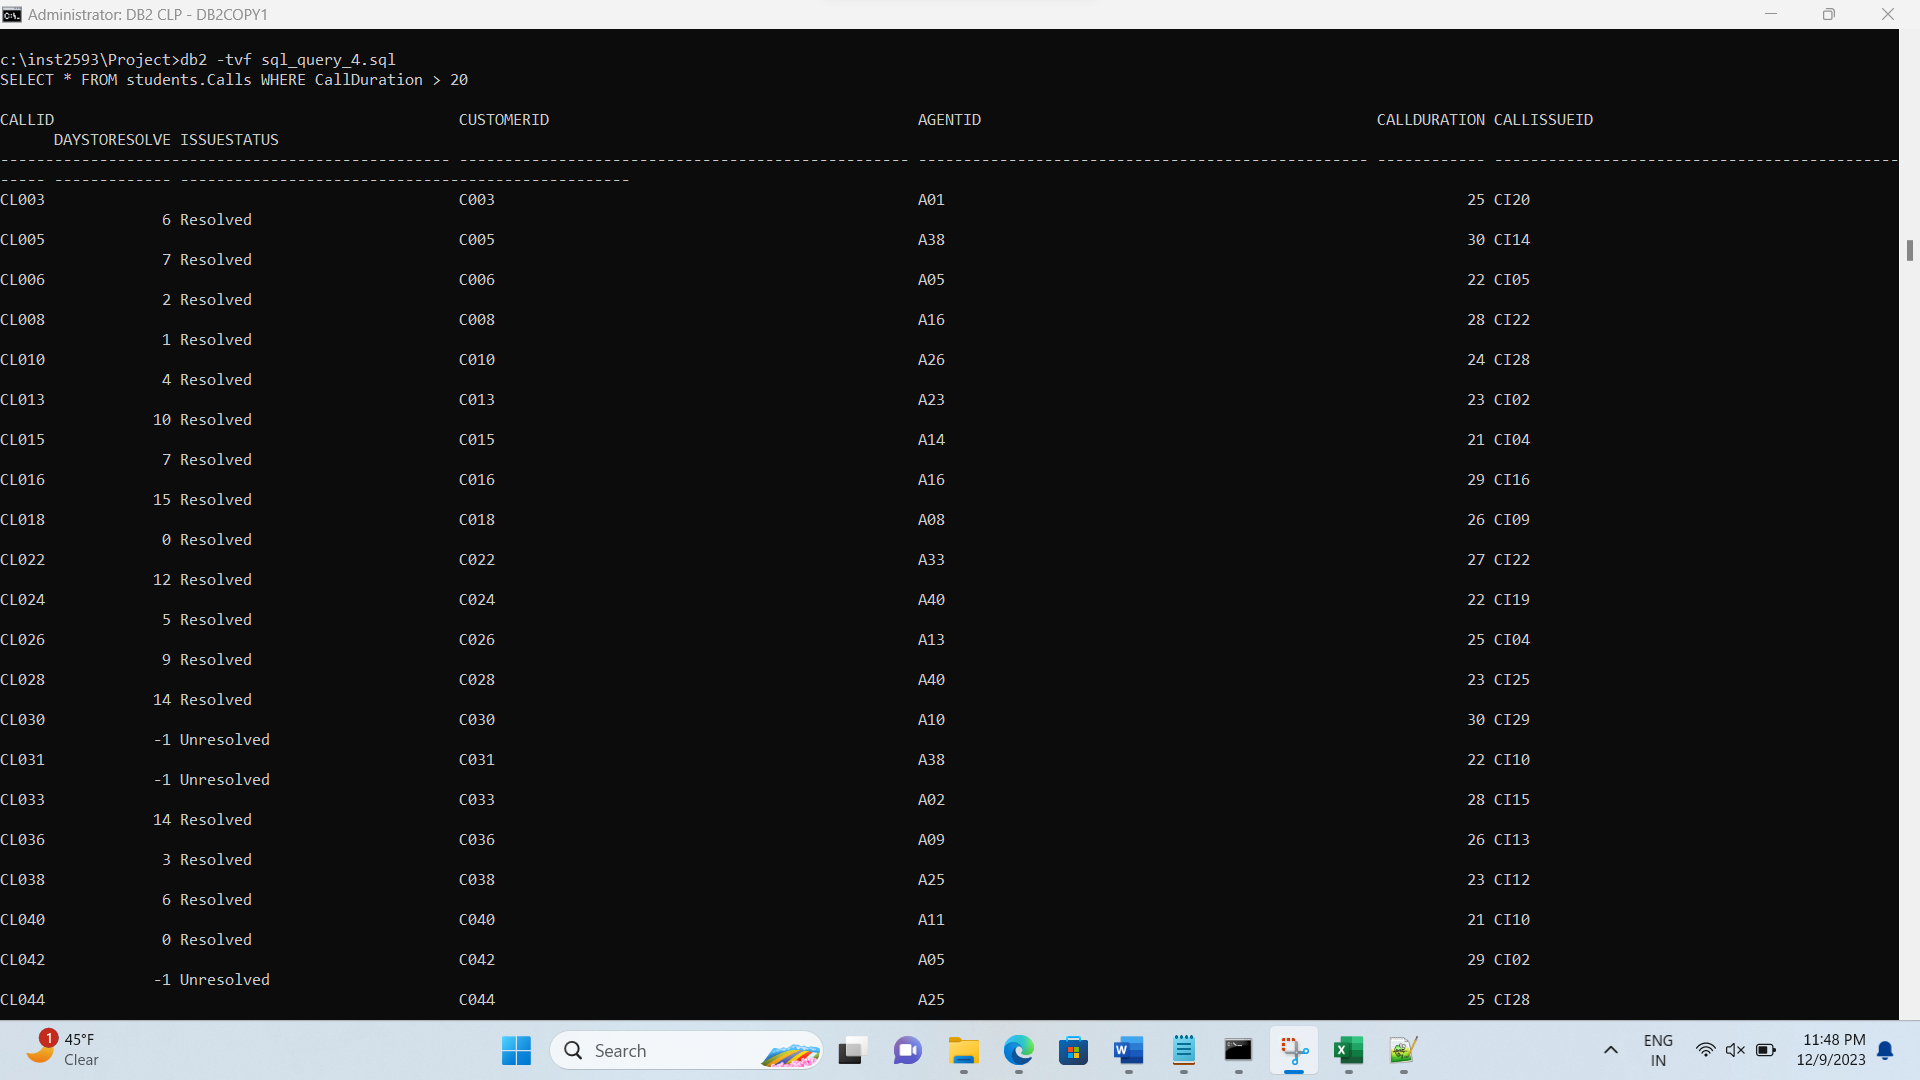 Administrator: DB2 CLP - DB2COPY1
c:\inst2593\Project>db2 -tvf sql_query_4.sql
SELECT * FROM students.Calls WHERE CallDuration > 20
CALLID CUSTOMERID AGENTID CALLDURATION CALLISSUEID
DAYSTORESOLVE ISSUESTATUS
-------------------------------------------------- -------------------------------------------------- -------------------------------------------------- ------------ ---------------------------------------------
----- ------------- --------------------------------------------------
CL003 C003 A01 25 CI20
6 Resolved
CL005 C005 A38 30 CI14
7 Resolved
CL006 C006 A05 22 CI05
2 Resolved
CL008 C008 A16 28 CI22
1 Resolved
CL010 C010 A26 24 CI28
4 Resolved
CL013 C013 A23 23 CI02
10 Resolved
CL015 C015 A14 21 CI04
7 Resolved
CL016 C016 A16 29 CI16
15 Resolved
CL018 C018 A08 26 CI09
0 Resolved
CL022 C022 A33 27 CI22
12 Resolved
CL024 C024 A40 22 CI19
5 Resolved
CL026 C026 A13 25 CI04
9 Resolved
CL028 C028 A40 23 CI25
14 Resolved
CL030 C030 A10 30 CI29
-1 Unresolved
CL031 C031 A38 22 CI10
-1 Unresolved
CL033 C033 A02 28 CI15
14 Resolved
CL036 C036 A09 26 CI13
3 Resolved
CL038 C038 A25 23 CI12
6 Resolved
CL040 C040 A11 21 CI10
0 Resolved
CL042 C042 A05 29 CI02
-1 Unresolved
CL044 C044 A25 25 CI28
1
45°F
Clear
Search
ENG
IN
11:48 PM
12/9/2023